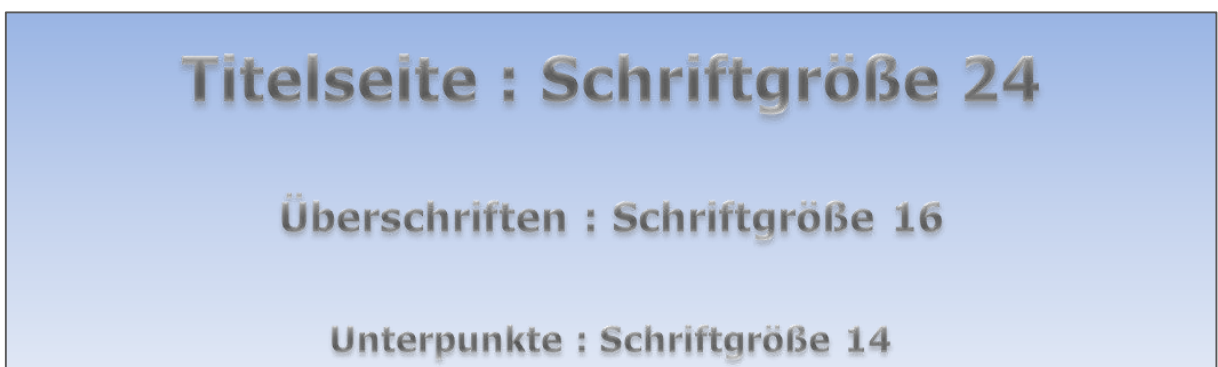 Titelseite : Schriftgröße 24
Überschriften : Schriftgröße 16
Unterpunkte : Schriftgröße 14